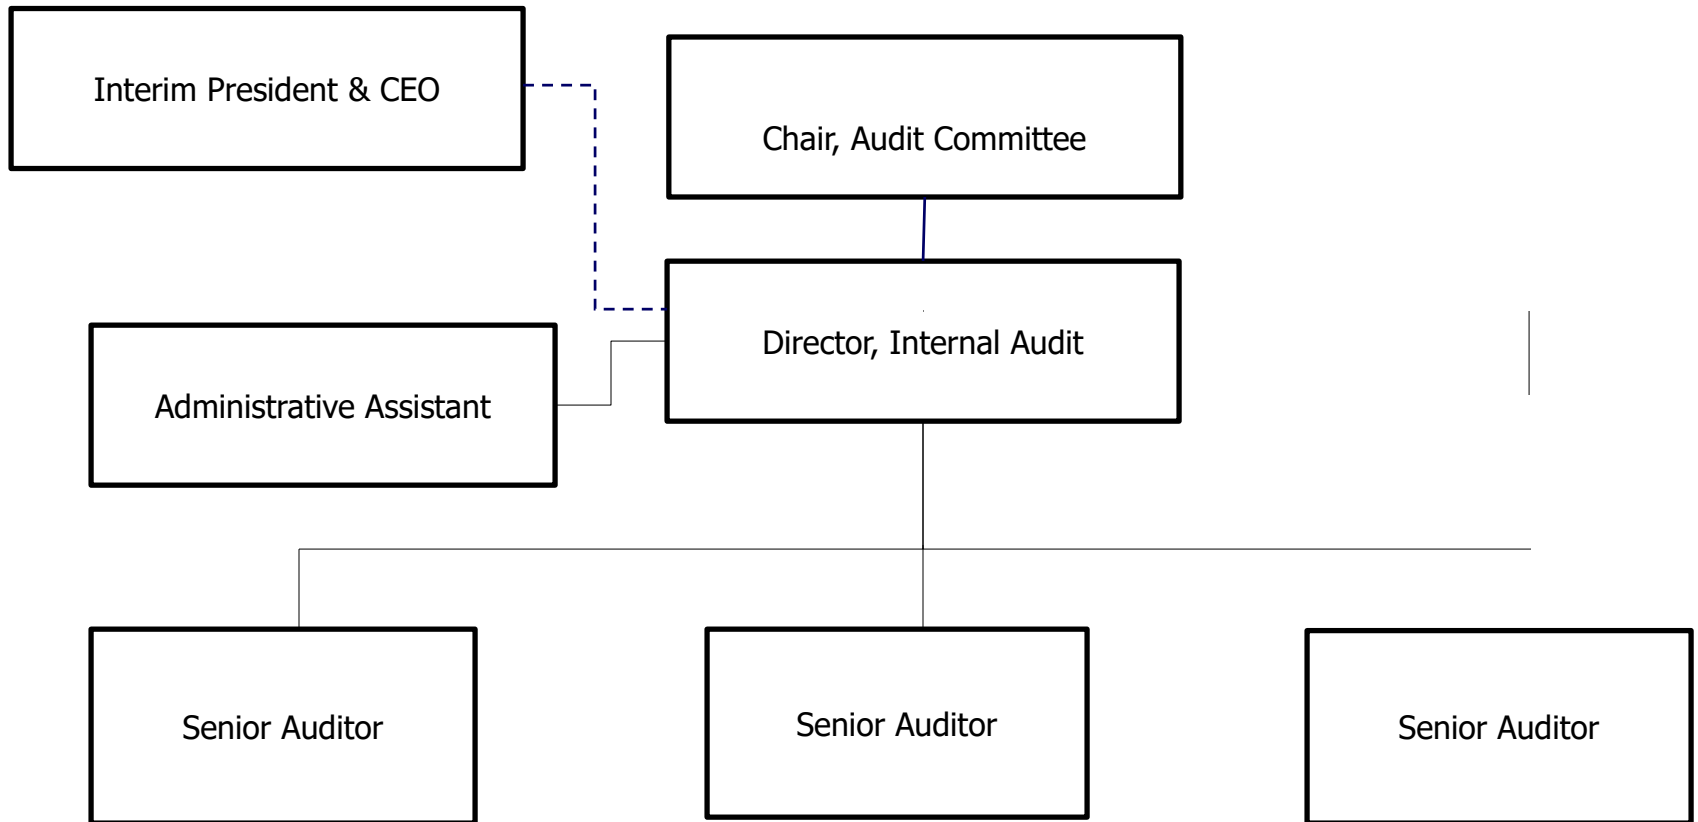 Interim President & CEO
Chair, Audit Committee
Director, Internal Audit
Administrative Assistant
Senior Auditor
Senior Auditor
Senior Auditor